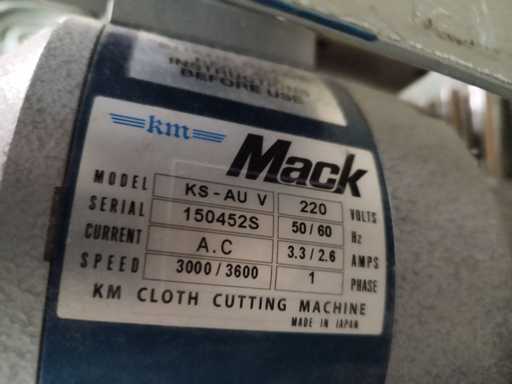 INSTRUCTIONS
BEFORE USE
km Mack
MODEL KS-AU V 220 VOLTS
SERIAL 150452S 50/60 Hz
CURRENT A.C 3.3/2.6 AMPS
SPEED 3000/3600 1 PHASE
KM CLOTH CUTTING MACHINE
MADE IN JAPAN